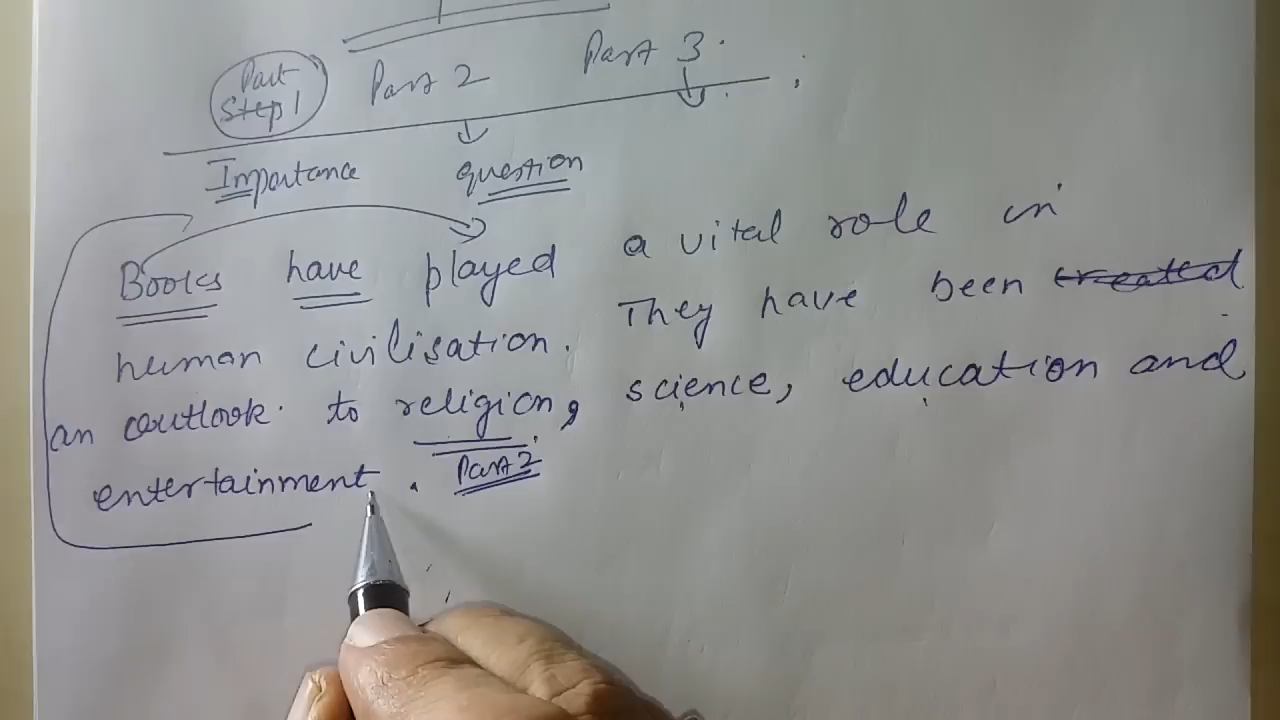 Part 3.
Part 2
Part
Step 1
Importance
question
Books have played a vital role in
human civilisation. They have been
an outlook to religion, science, education and
entertainment.
Part 2